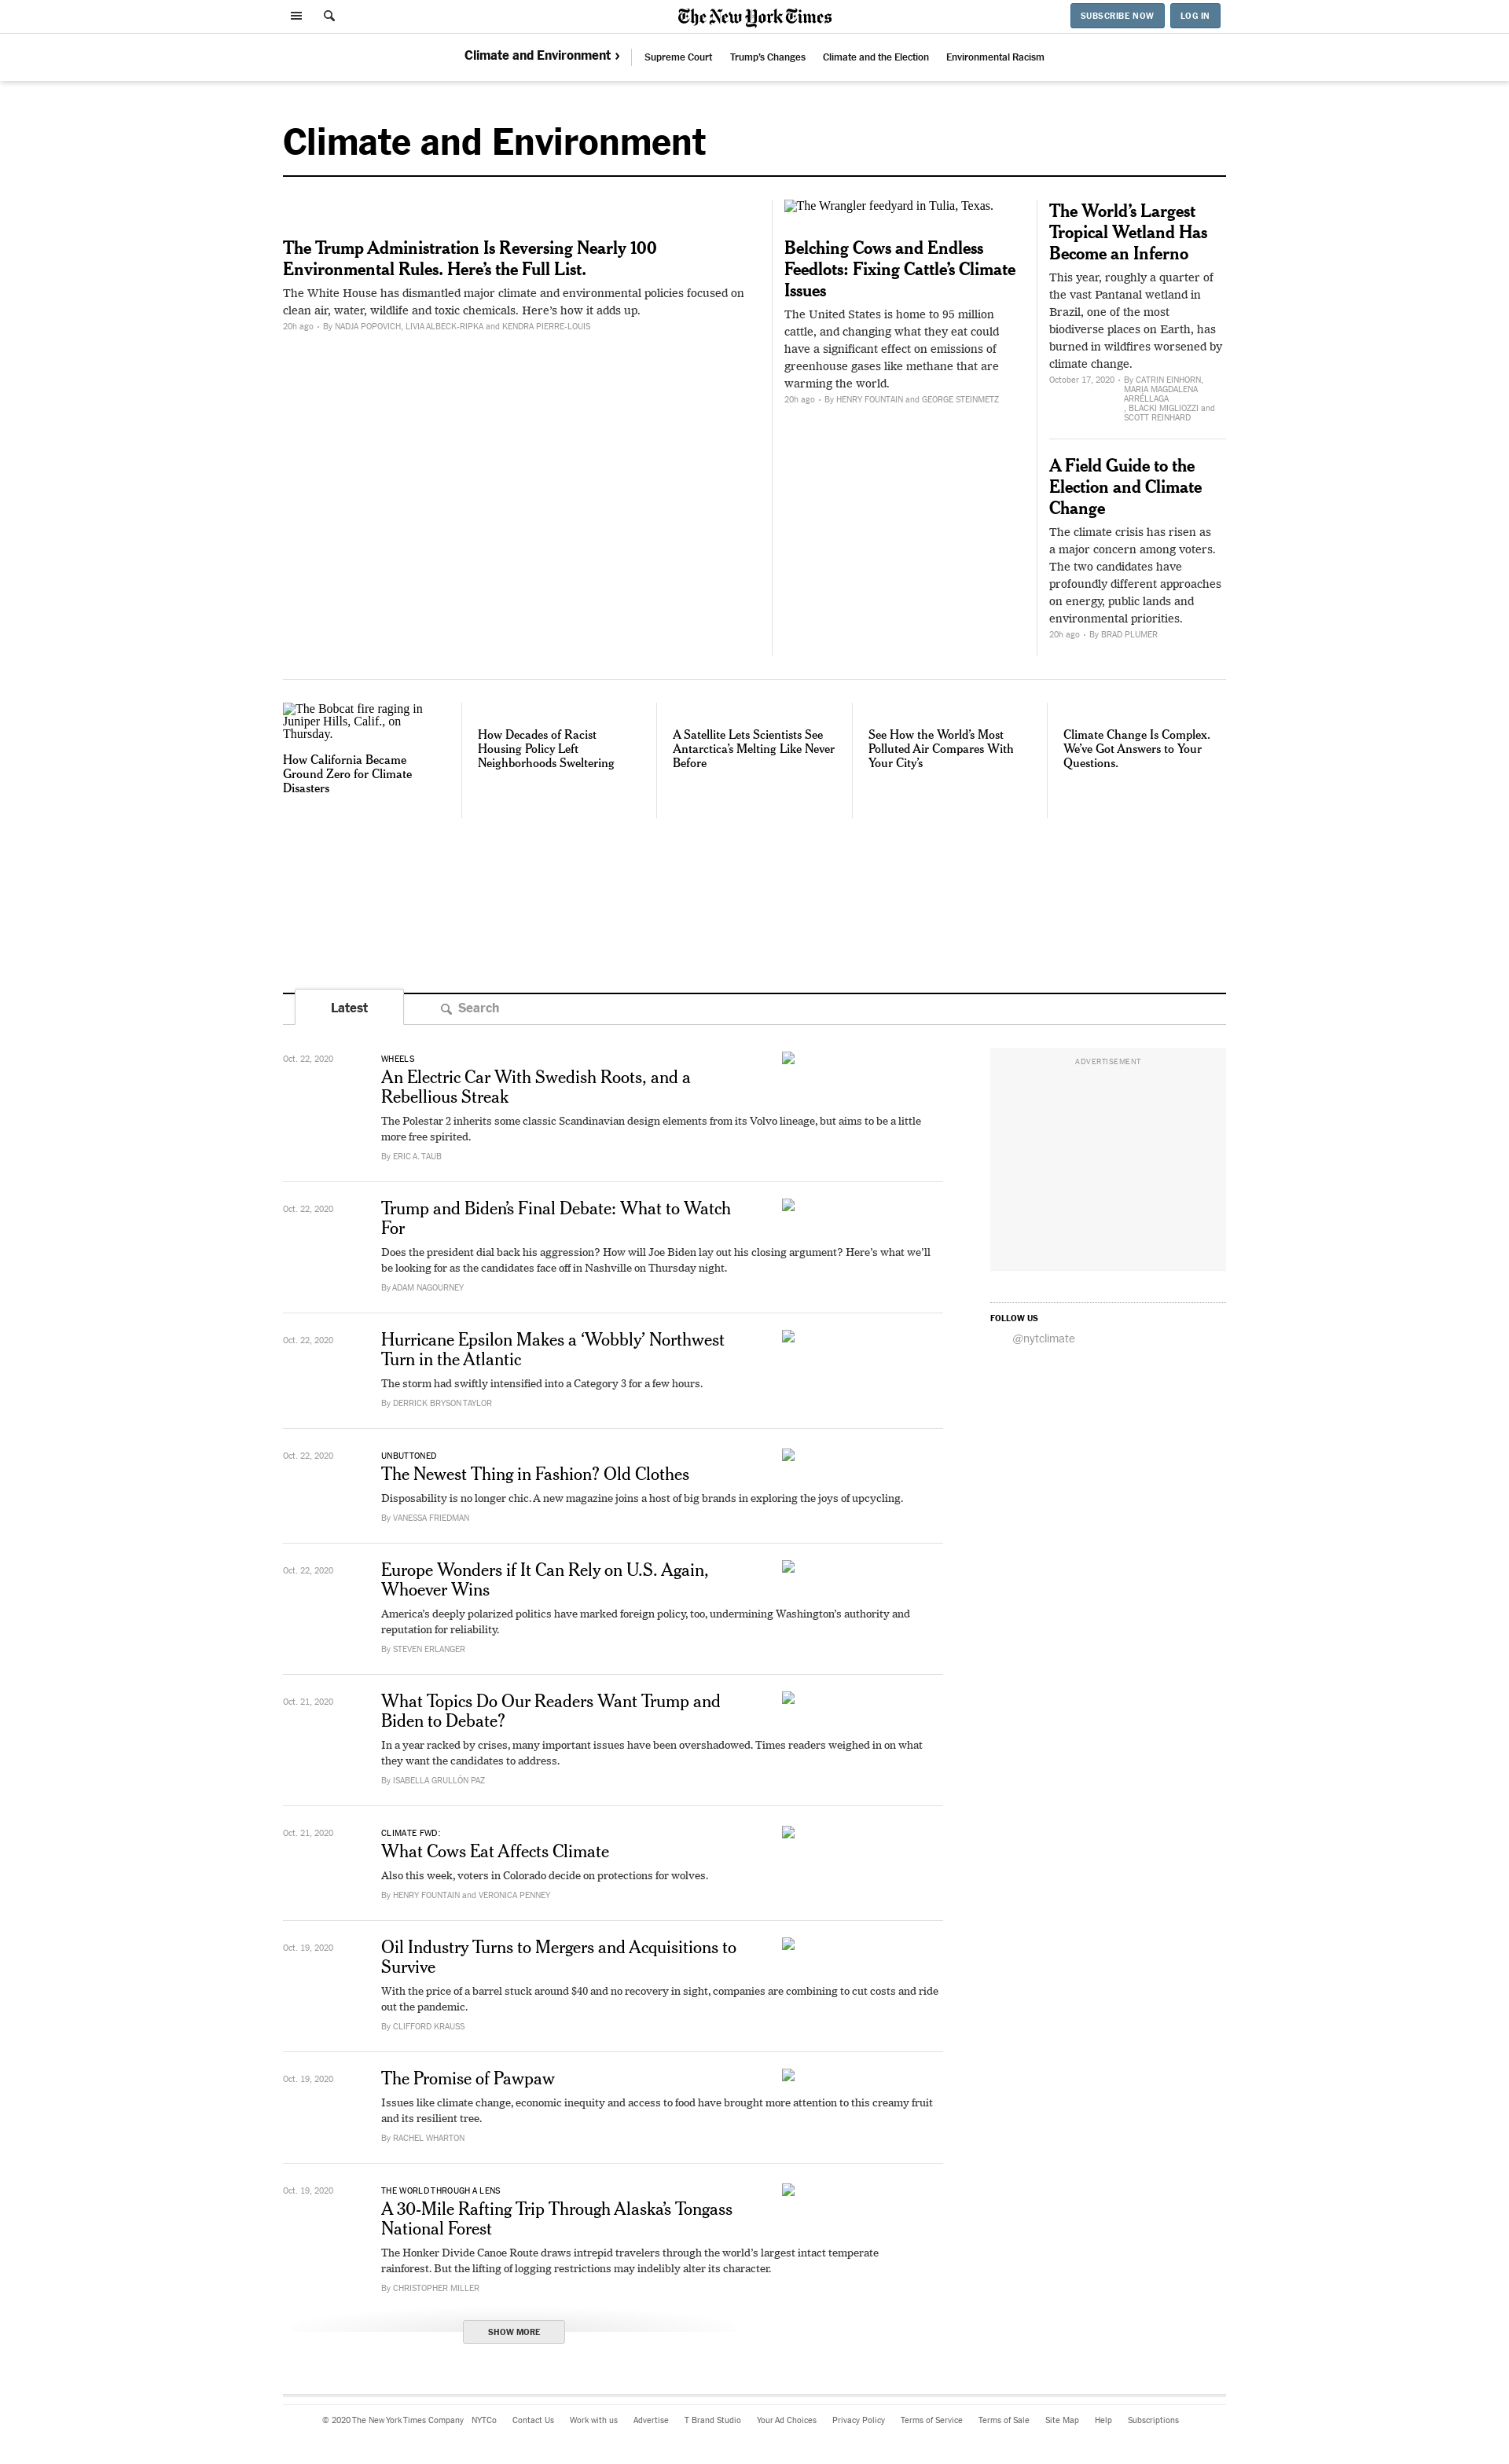 The New York Times
SUBSCRIBE NOW
LOG IN
Climate and Environment ›
Supreme Court
Trump's Changes
Climate and the Election
Environmental Racism
Climate and Environment
The Trump Administration Is Reversing Nearly 100
Environmental Rules. Here's the Full List.
The White House has dismantled major climate and environmental policies focused on
clean air, water, wildlife and toxic chemicals. Here's how it adds up.
20h ago • By NADJA POPOVICH, LIVIA ALBECK-RIPKA and KENDRA PIERRE-LOUIS
The Wrangler feedyard in Tulia, Texas.
Belching Cows and Endless
Feedlots: Fixing Cattle's Climate
Issues
The United States is home to 95 million
cattle, and changing what they eat could
have a significant effect on emissions of
greenhouse gases like methane that are
warming the world.
20h ago • By HENRY FOUNTAIN and GEORGE STEINMETZ
The World's Largest
Tropical Wetland Has
Become an Inferno
This year, roughly a quarter of
the vast Pantanal wetland in
Brazil, one of the most
biodiverse places on Earth, has
burned in wildfires worsened by
climate change.
October 17, 2020 • By CATRIN EINHORN,
MARIA MAGDALENA
ARRÉLLAGA
, BLACKI MIGLIOZZI and
SCOTT REINHARD
A Field Guide to the
Election and Climate
Change
The climate crisis has risen as
a major concern among voters.
The two candidates have
profoundly different approaches
on energy, public lands and
environmental priorities.
20h ago • By BRAD PLUMER
The Bobcat fire raging in
Juniper Hills, Calif., on
Thursday.
How California Became
Ground Zero for Climate
Disasters
How Decades of Racist
Housing Policy Left
Neighborhoods Sweltering
A Satellite Lets Scientists See
Antarctica's Melting Like Never
Before
See How the World's Most
Polluted Air Compares With
Your City's
Climate Change Is Complex.
We've Got Answers to Your
Questions.
Latest
Search
Oct. 22, 2020
WHEELS
An Electric Car With Swedish Roots, and a
Rebellious Streak
The Polestar 2 inherits some classic Scandinavian design elements from its Volvo lineage, but aims to be a little
more free spirited.
By ERIC A. TAUB
ADVERTISEMENT
Oct. 22, 2020
Trump and Biden's Final Debate: What to Watch
For
Does the president dial back his aggression? How will Joe Biden lay out his closing argument? Here's what we'll
be looking for as the candidates face off in Nashville on Thursday night.
By ADAM NAGOURNEY
FOLLOW US
@nytclimate
Oct. 22, 2020
Hurricane Epsilon Makes a 'Wobbly' Northwest
Turn in the Atlantic
The storm had swiftly intensified into a Category 3 for a few hours.
By DERRICK BRYSON TAYLOR
Oct. 22, 2020
UNBUTTONED
The Newest Thing in Fashion? Old Clothes
Disposability is no longer chic. A new magazine joins a host of big brands in exploring the joys of upcycling.
By VANESSA FRIEDMAN
Oct. 22, 2020
Europe Wonders if It Can Rely on U.S. Again,
Whoever Wins
America's deeply polarized politics have marked foreign policy, too, undermining Washington's authority and
reputation for reliability.
By STEVEN ERLANGER
Oct. 21, 2020
What Topics Do Our Readers Want Trump and
Biden to Debate?
In a year racked by crises, many important issues have been overshadowed. Times readers weighed in on what
they want the candidates to address.
By ISABELLA GRULLÓN PAZ
Oct. 21, 2020
CLIMATE FWD:
What Cows Eat Affects Climate
Also this week, voters in Colorado decide on protections for wolves.
By HENRY FOUNTAIN and VERONICA PENNEY
Oct. 19, 2020
Oil Industry Turns to Mergers and Acquisitions to
Survive
With the price of a barrel stuck around $40 and no recovery in sight, companies are combining to cut costs and ride
out the pandemic.
By CLIFFORD KRAUSS
Oct. 19, 2020
The Promise of Pawpaw
Issues like climate change, economic inequity and access to food have brought more attention to this creamy fruit
and its resilient tree.
By RACHEL WHARTON
Oct. 19, 2020
THE WORLD THROUGH A LENS
A 30-Mile Rafting Trip Through Alaska's Tongass
National Forest
The Honker Divide Canoe Route draws intrepid travelers through the world's largest intact temperate
rainforest. But the lifting of logging restrictions may indelibly alter its character.
By CHRISTOPHER MILLER
SHOW MORE
© 2020 The New York Times Company NYTCo Contact Us Work with us Advertise T Brand Studio Your Ad Choices Privacy Policy Terms of Service Terms of Sale Site Map Help Subscriptions